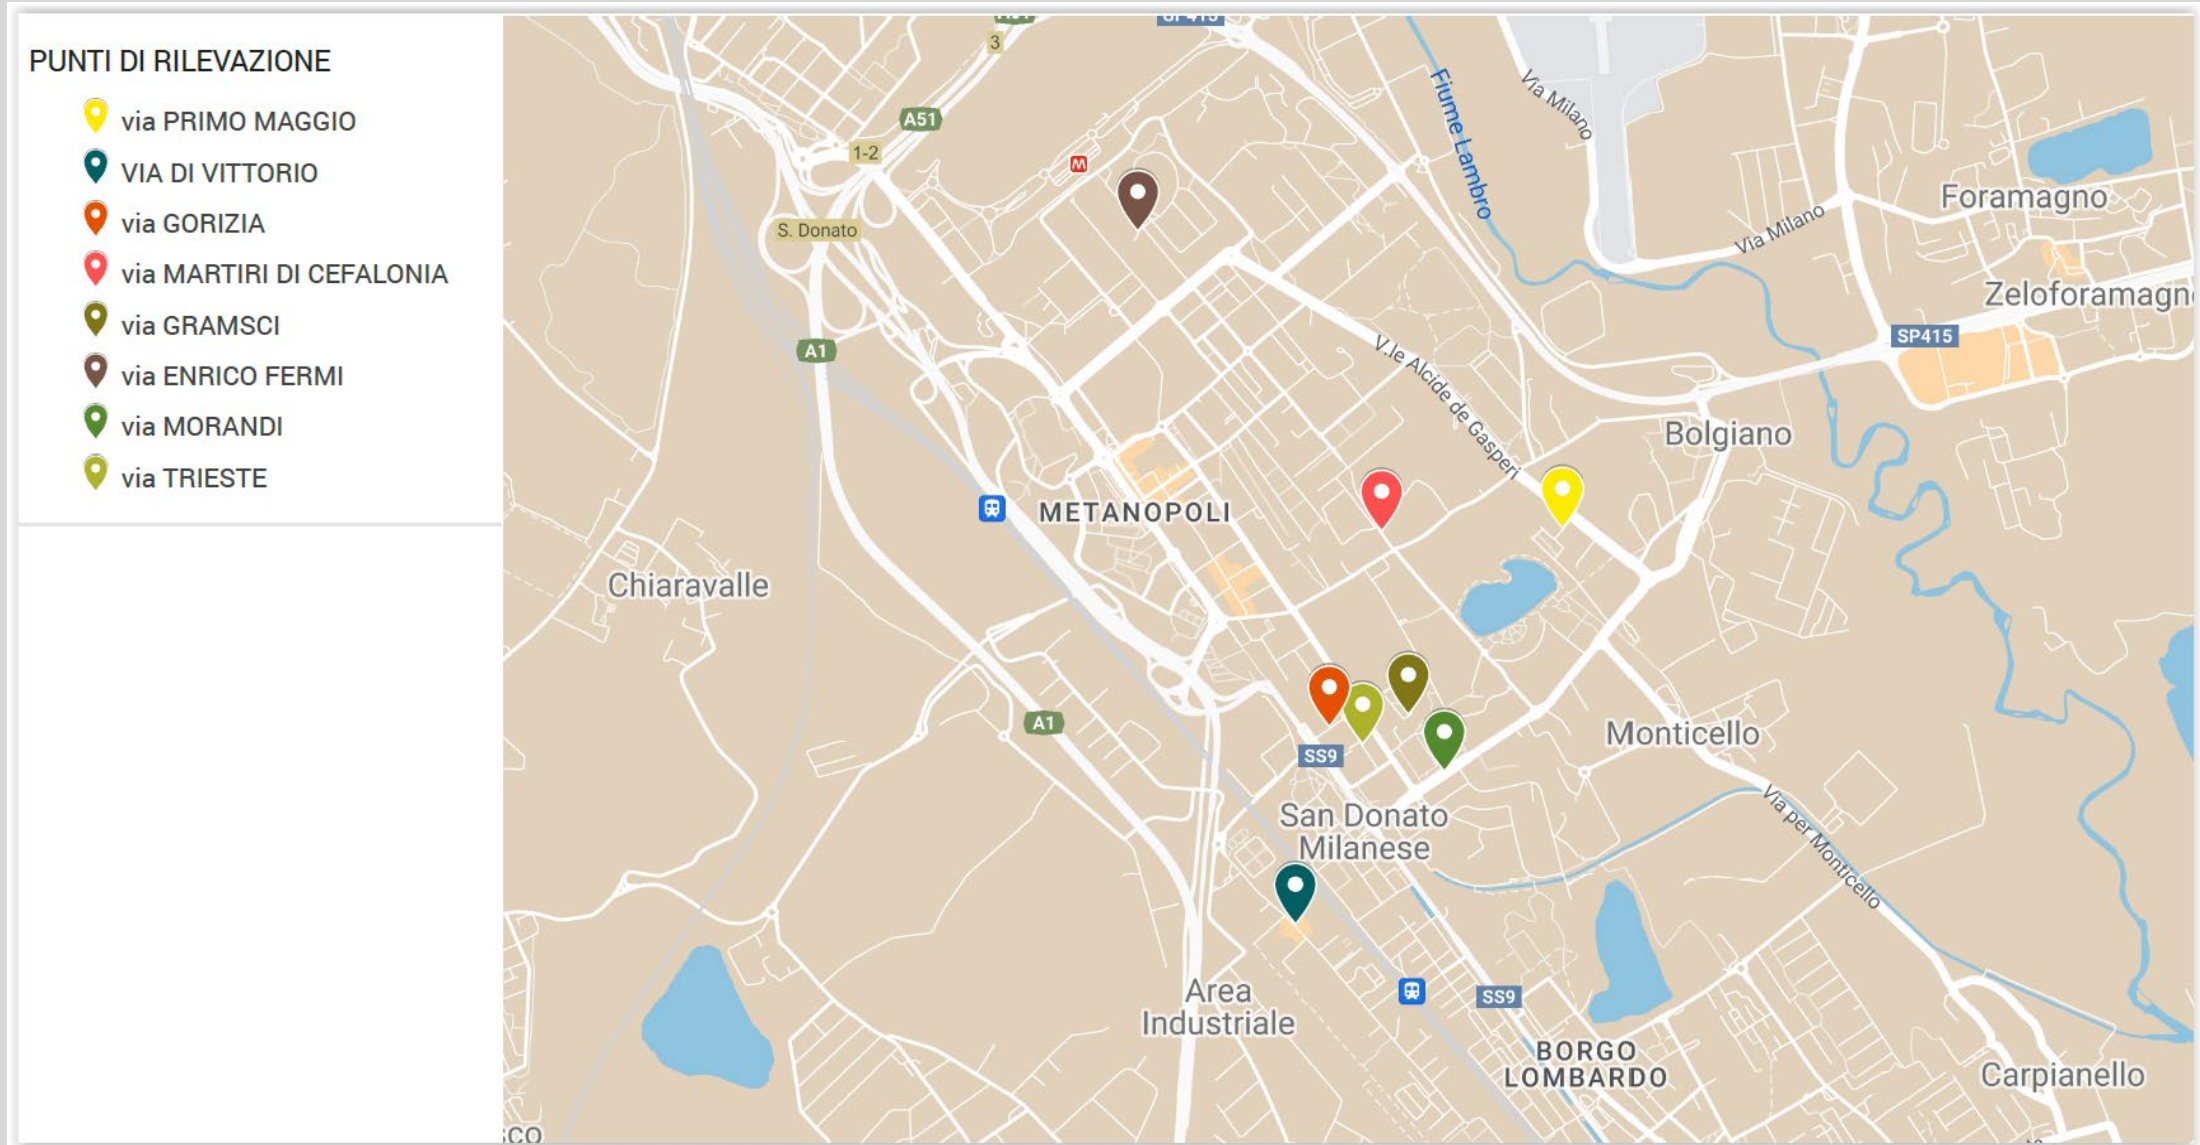 PUNTI DI RILEVAZIONE
via PRIMO MAGGIO
VIA DI VITTORIO
via GORIZIA
via MARTIRI DI CEFALONIA
via GRAMSCI
via ENRICO FERMI
via MORANDI
via TRIESTE
3
A51
1-2
M
S. Donato
A1
Fiume Lambro
Via Milano
Via Milano
Foramagno
Zeloforamagn
SP415
V.le Alcide de Gasperi
Bolgiano
METANOPOLI
Chiaravalle
A1
SS9
Monticello
San Donato
Milanese
Via per Monticello
Area
Industriale
SS9
BORGO
LOMBARDO
Carpianello